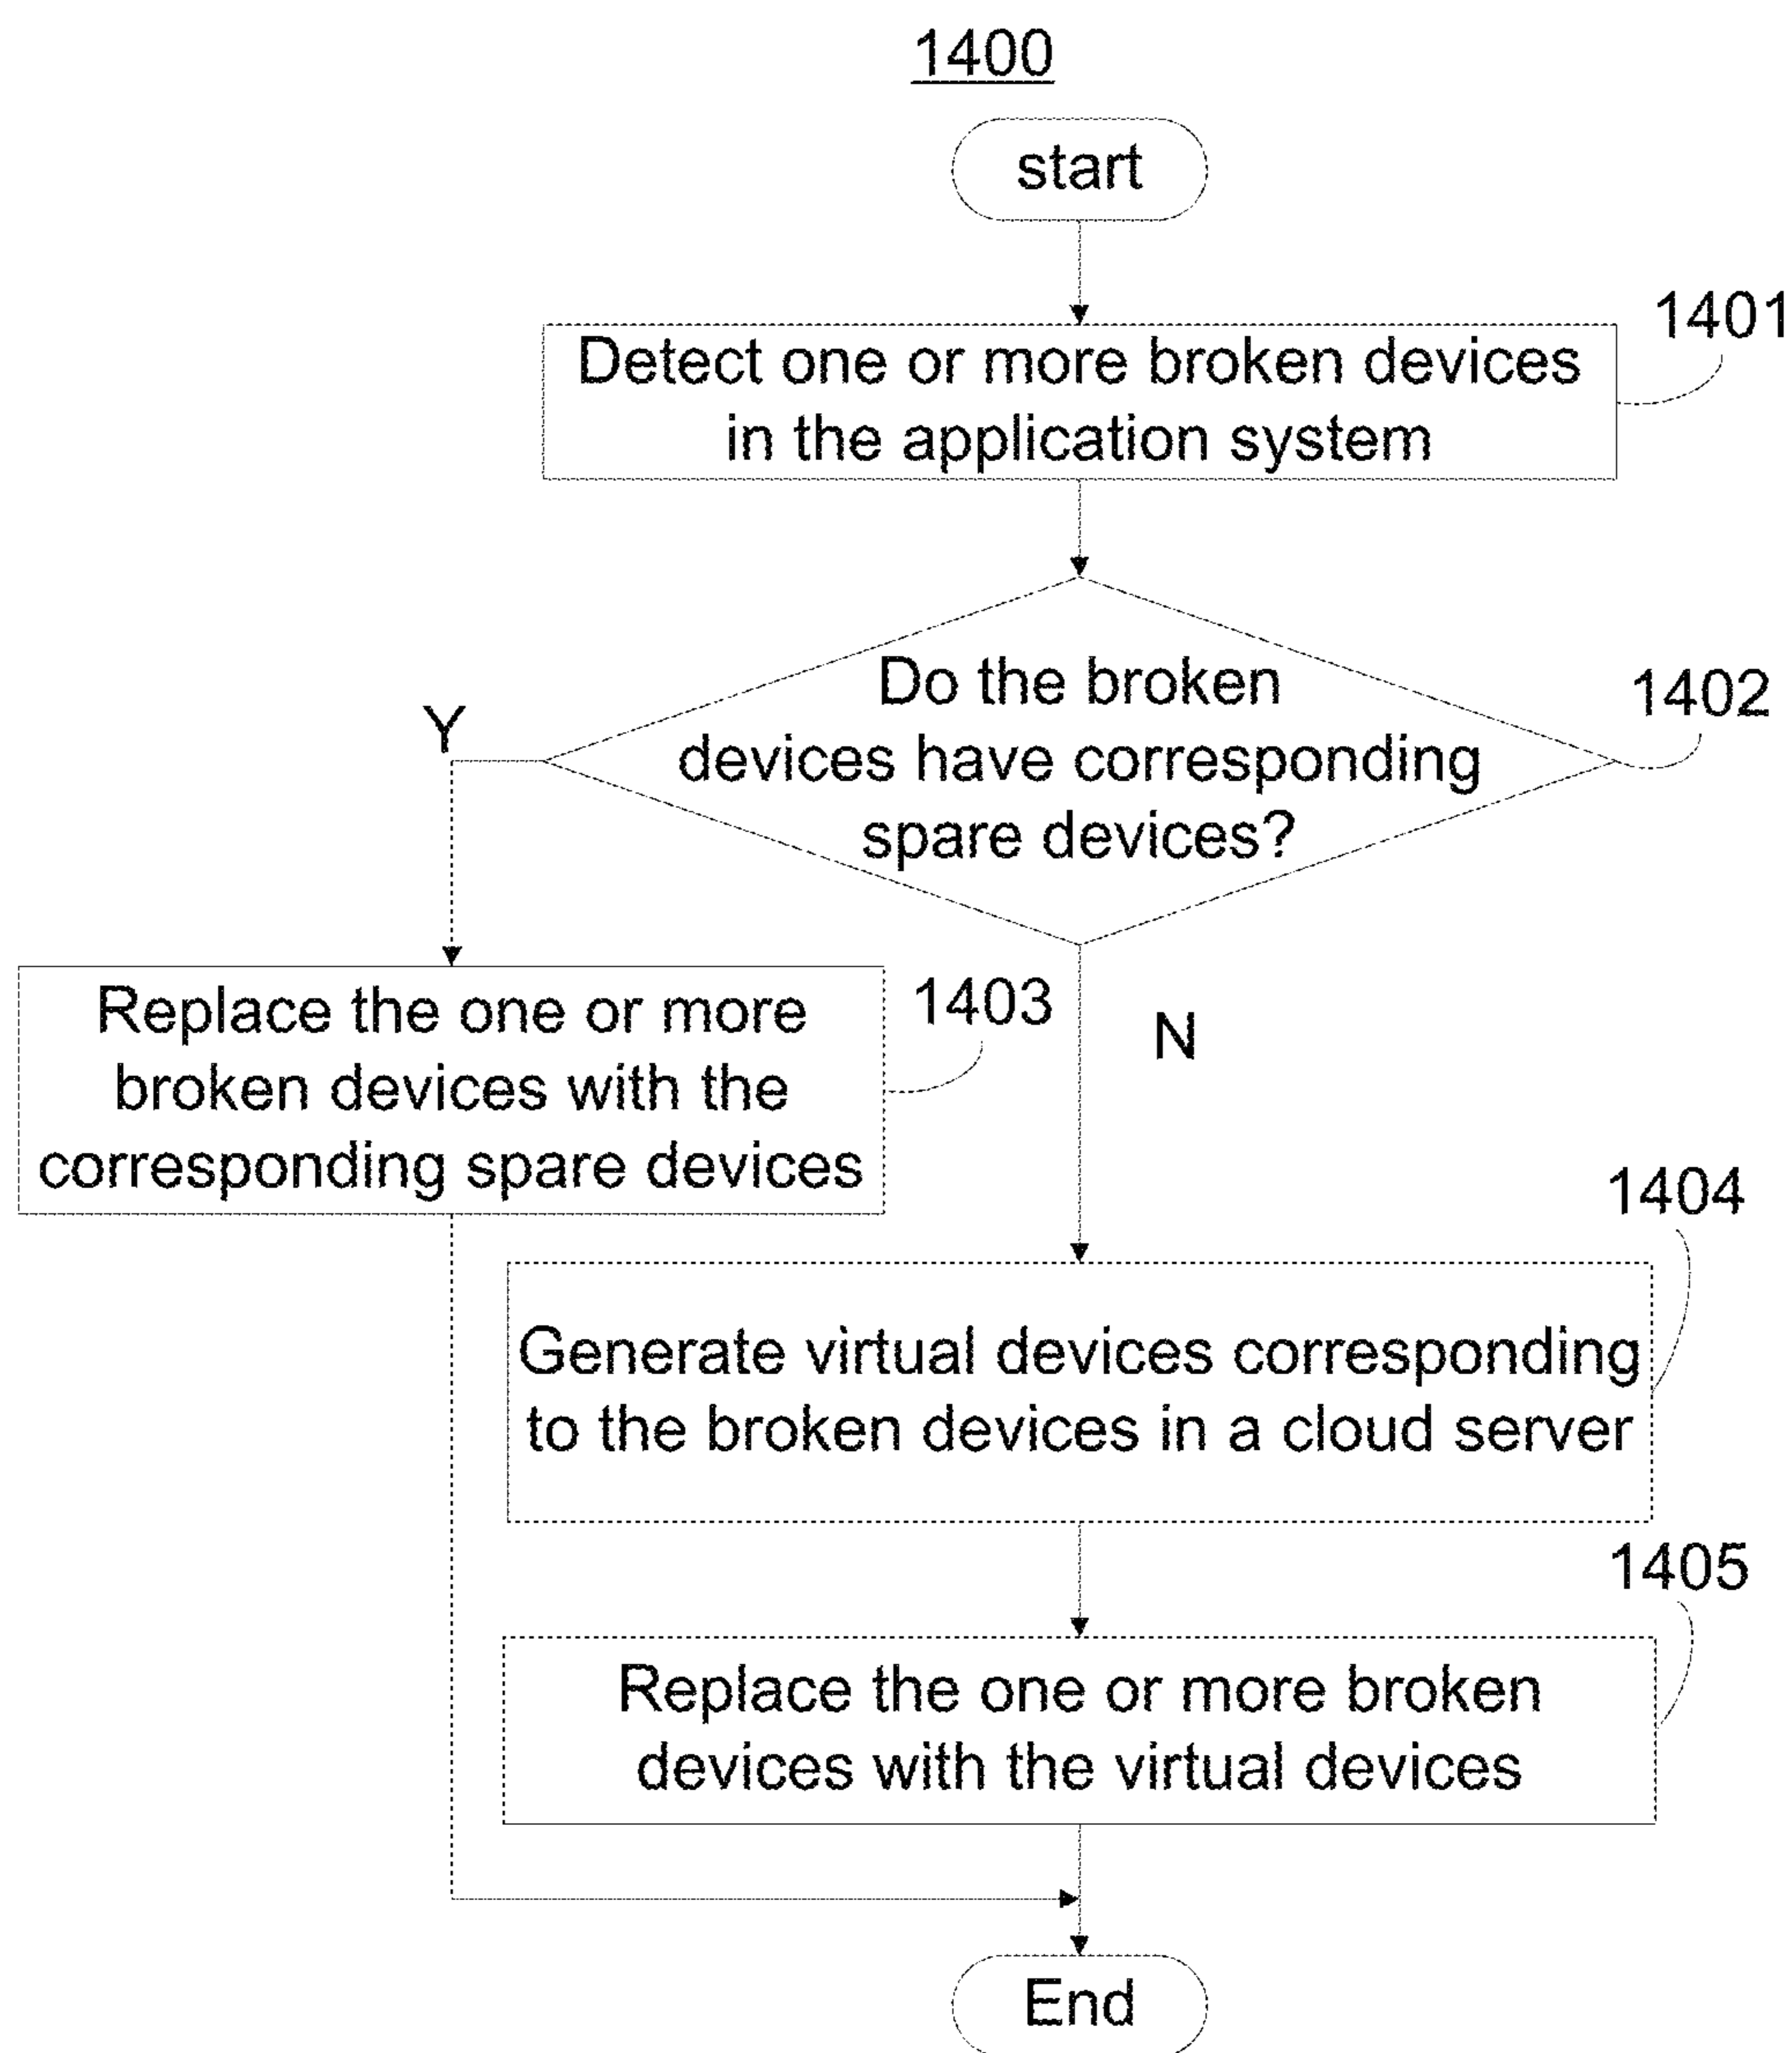 1400
start
1401
Detect one or more broken devices
in the application system
1402
Do the broken
devices have corresponding
spare devices?
Y
N
1403
Replace the one or more
broken devices with the
corresponding spare devices
1404
Generate virtual devices corresponding
to the broken devices in a cloud server
1405
Replace the one or more broken
devices with the virtual devices
End